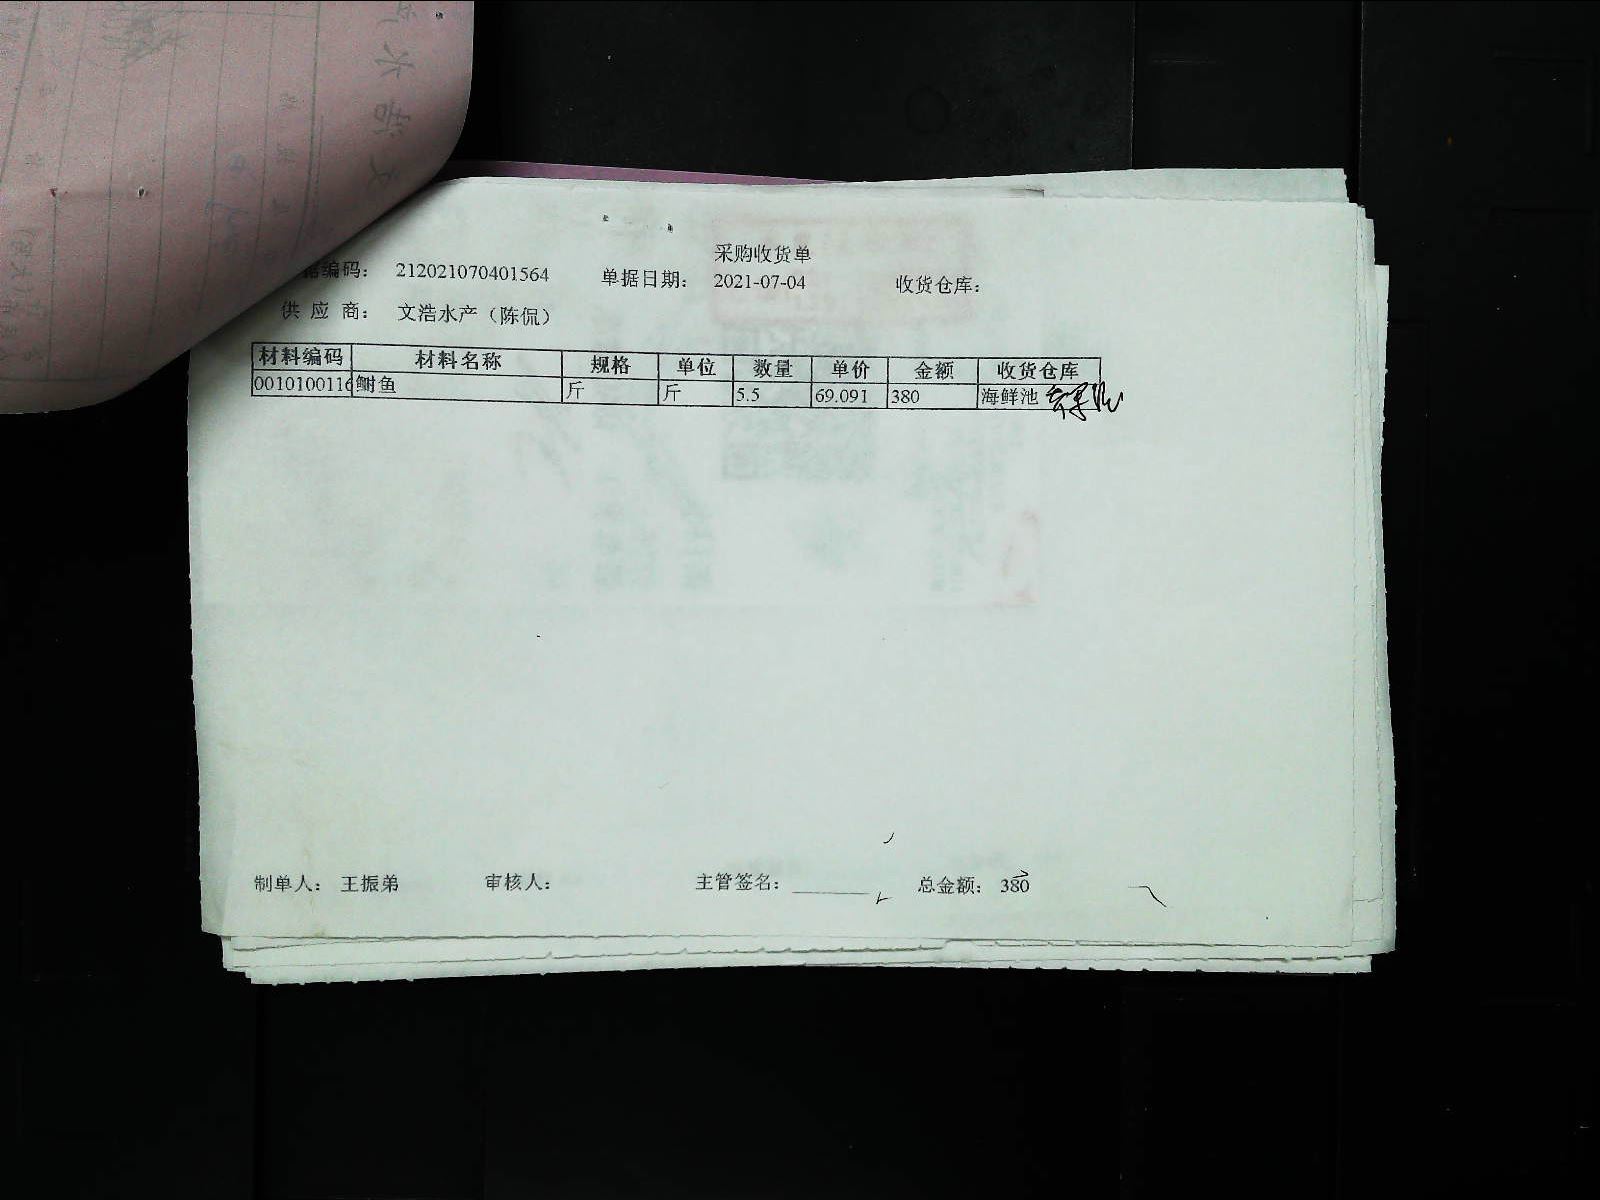 采购收货单
据编码： 212021070401564 单据日期： 2021-07-04 收货仓库：
供 应 商： 文浩水产（陈侃）
材料编码 材料名称 规格 单位 数量 单价 金额 收货仓库
0010100116 鲥鱼 斤 斤 5.5 69.091 380 海鲜池
制单人： 王振弟 审核人： 主管签名： 总金额： 380